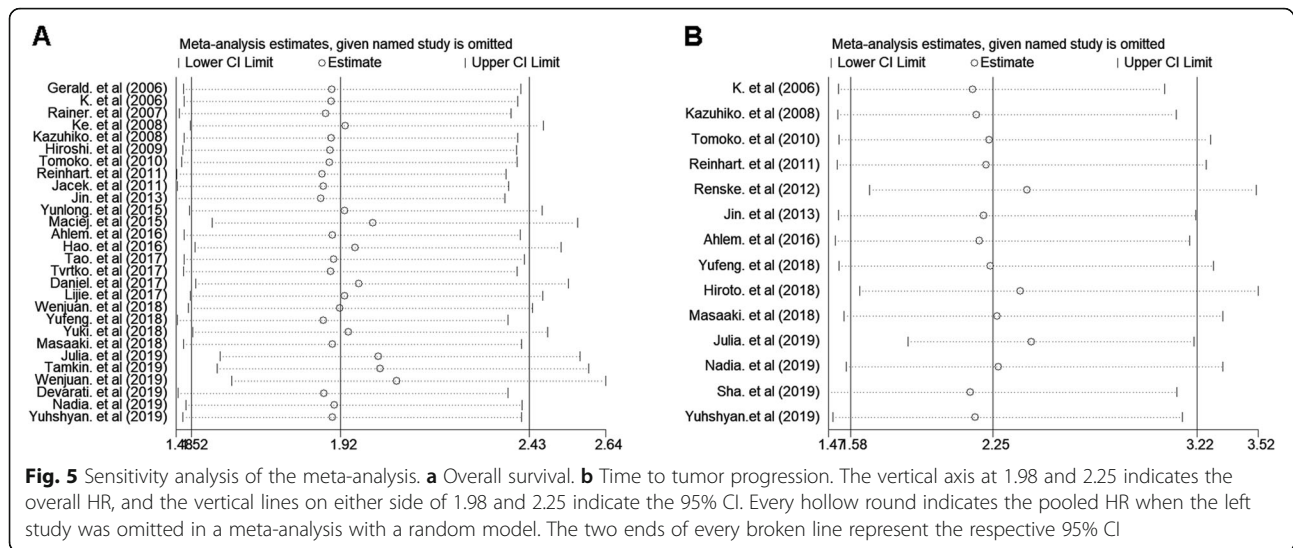 A
Meta-analysis estimates, given named study is omitted
Lower CI Limit Estimate Upper CI Limit
Gerald. et al (2006)
K. et al (2006)
Rainer. et al (2007)
Ke. et al (2008)
Kazuhiko. et al (2008)
Hiroshi. et al (2009)
Tomoko. et al (2010)
Reinhart. et al (2011)
Jacek. et al (2011)
Jin. et al (2013)
Yunlong. et al (2015)
Maciej. et al (2015)
Ahlem. et al (2016)
Hao. et al (2016)
Tao. et al (2017)
Tvrtko. et al (2017)
Daniel. et al (2017)
Lijie. et al (2017)
Wenjuan. et al (2018)
Yufeng. et al (2018)
Yuki. et al (2018)
Masaaki. et al (2018)
Julia. et al (2019)
Tamkin. et al (2019)
Wenjuan. et al (2019)
Devarati. et al (2019)
Nadia. et al (2019)
Yuhshyan. et al (2019)
1.48 1.52 1.92 2.43 2.64
B
Meta-analysis estimates, given named study is omitted
Lower CI Limit Estimate Upper CI Limit
K. et al (2006)
Kazuhiko. et al (2008)
Tomoko. et al (2010)
Reinhart. et al (2011)
Renske. et al (2012)
Jin. et al (2013)
Ahlem. et al (2016)
Yufeng. et al (2018)
Hiroto. et al (2018)
Masaaki. et al (2018)
Julia. et al (2019)
Nadia. et al (2019)
Sha. et al (2019)
Yuhshyan.et al (2019)
1.47 1.58 2.25 3.22 3.52
Fig. 5 Sensitivity analysis of the meta-analysis. a Overall survival. b Time to tumor progression. The vertical axis at 1.98 and 2.25 indicates the
overall HR, and the vertical lines on either side of 1.98 and 2.25 indicate the 95% CI. Every hollow round indicates the pooled HR when the left
study was omitted in a meta-analysis with a random model. The two ends of every broken line represent the respective 95% CI